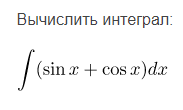 Вычислить интеграл:
∫(sin x + cos x)dx